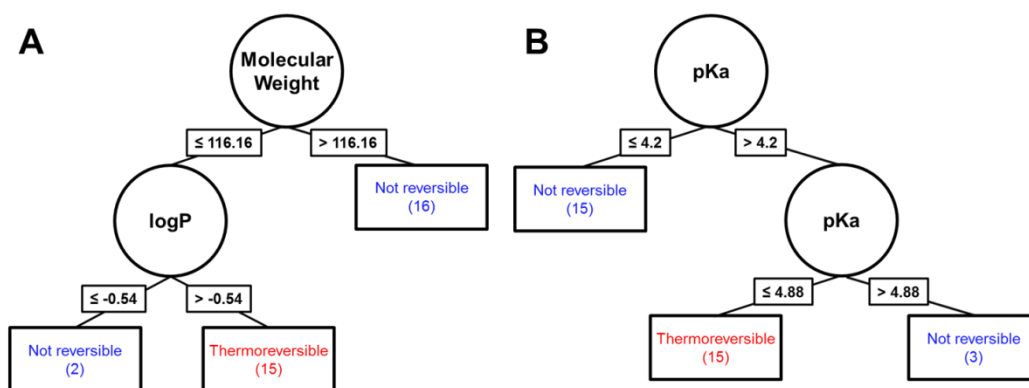 A
Molecular
Weight
≤ 116.16
> 116.16
Not reversible
(16)
logP
≤ -0.54
> -0.54
Not reversible
(2)
Thermoreversible
(15)
B
pKa
≤ 4.2
> 4.2
Not reversible
(15)
pKa
≤ 4.88
> 4.88
Thermoreversible
(15)
Not reversible
(3)